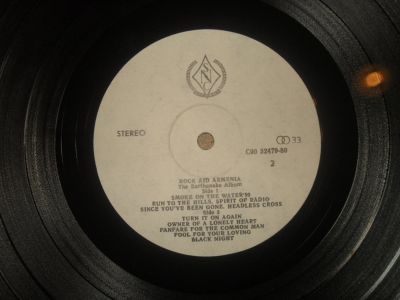 SNC
STEREO
33
C90 32479-80
2
ROCK AID ARMENIA
The Earthquake Album
Side 1
SMOKE ON THE WATER'90
RUN TO THE HILLS, SPIRIT OF RADIO
SINCE YOU'VE BEEN GONE, HEADLESS CROSS
Side 2
TURN IT ON AGAIN
OWNER OF A LONELY HEART
FANFARE FOR THE COMMON MAN
FOOL FOR YOUR LOVING
BLACK NIGHT